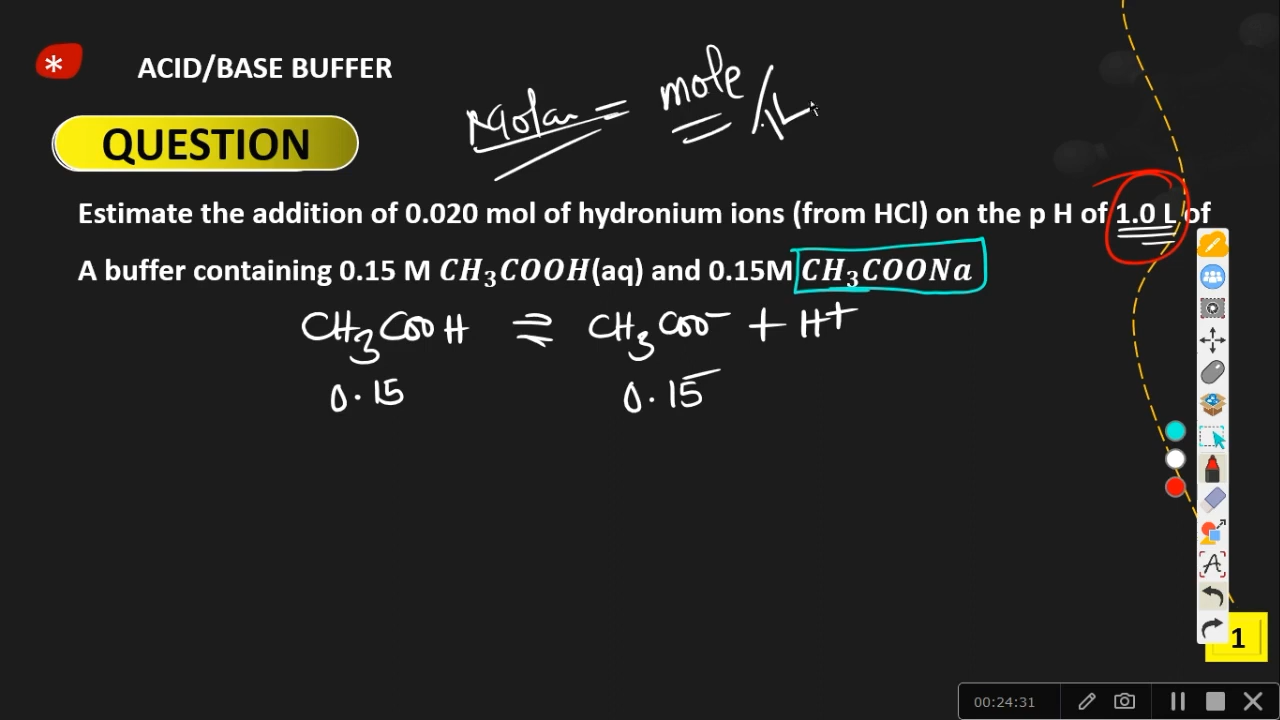 * ACID/BASE BUFFER
Molar = mole/1L
QUESTION
Estimate the addition of 0.020 mol of hydronium ions (from HCl) on the p H of 1.0 L of
A buffer containing 0.15 M CH₃COOH(aq) and 0.15M CH₃COONa
CH₃COOH ⇌ CH₃COO⁻ + H⁺
0.15 0.15
A
1
00:24:31